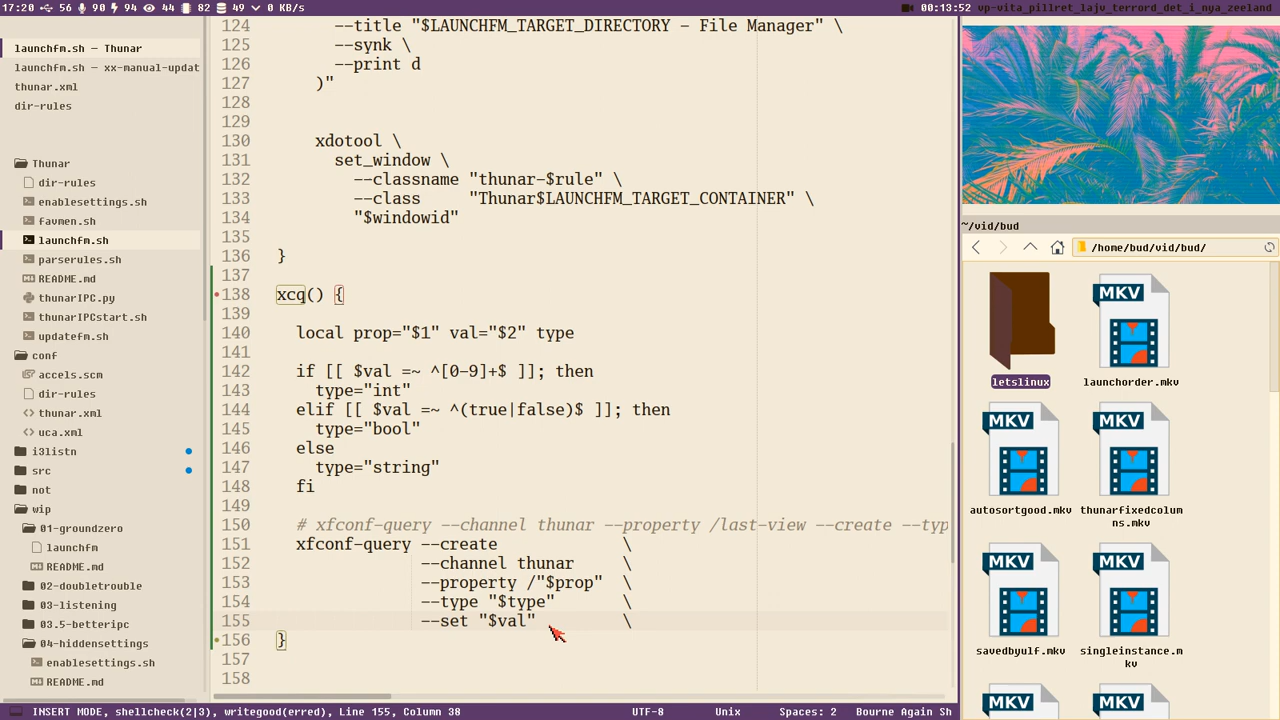 17:20 56 90 94 44 82 49 0 KB/s
00:13:52 vp-vita_pillret_lajv_terrord_det_i_nya_zeeland
launchfm.sh — Thunar
launchfm.sh — xx-manual-updat
thunar.xml
dir-rules
Thunar
dir-rules
enablesettings.sh
favmen.sh
launchfm.sh
parserules.sh
README.md
thunarIPC.py
thunarIPCstart.sh
updatefm.sh
conf
accels.scm
dir-rules
thunar.xml
uca.xml
i3listn
src
not
wip
01-groundzero
launchfm
README.md
02-doubletrouble
03-listening
03.5-betteripc
04-hiddensettings
enablesettings.sh
README.md
124 --title "$LAUNCHFM_TARGET_DIRECTORY - File Manager" \
125 --synk \
126 --print d
127 )"
128
129
130 xdotool \
131 set_window \
132 --classname "thunar-$rule" \
133 --class "Thunar$LAUNCHFM_TARGET_CONTAINER" \
134 "$windowid"
135
136 }
137
138 xcq() {
139
140 local prop="$1" val="$2" type
141
142 if [[ $val =~ ^[0-9]+$ ]]; then
143 type="int"
144 elif [[ $val =~ ^(true|false)$ ]]; then
145 type="bool"
146 else
147 type="string"
148 fi
149
150 # xfconf-query --channel thunar --property /last-view --create --typ
151 xfconf-query --create \
152 --channel thunar \
153 --property /"$prop" \
154 --type "$type" \
155 --set "$val" \
156 }
157
158
~/vid/bud
/home/bud/vid/bud/
letslinux
MKV
launchorder.mkv
MKV
autosortgood.mkv
MKV
thunarfixedcolum
ns.mkv
MKV
savedbyulf.mkv
MKV
singleinstance.m
kv
INSERT MODE, shellcheck(2|3), writegood(erred), Line 155, Column 38
UTF-8 Unix Spaces: 2 Bourne Again Sh